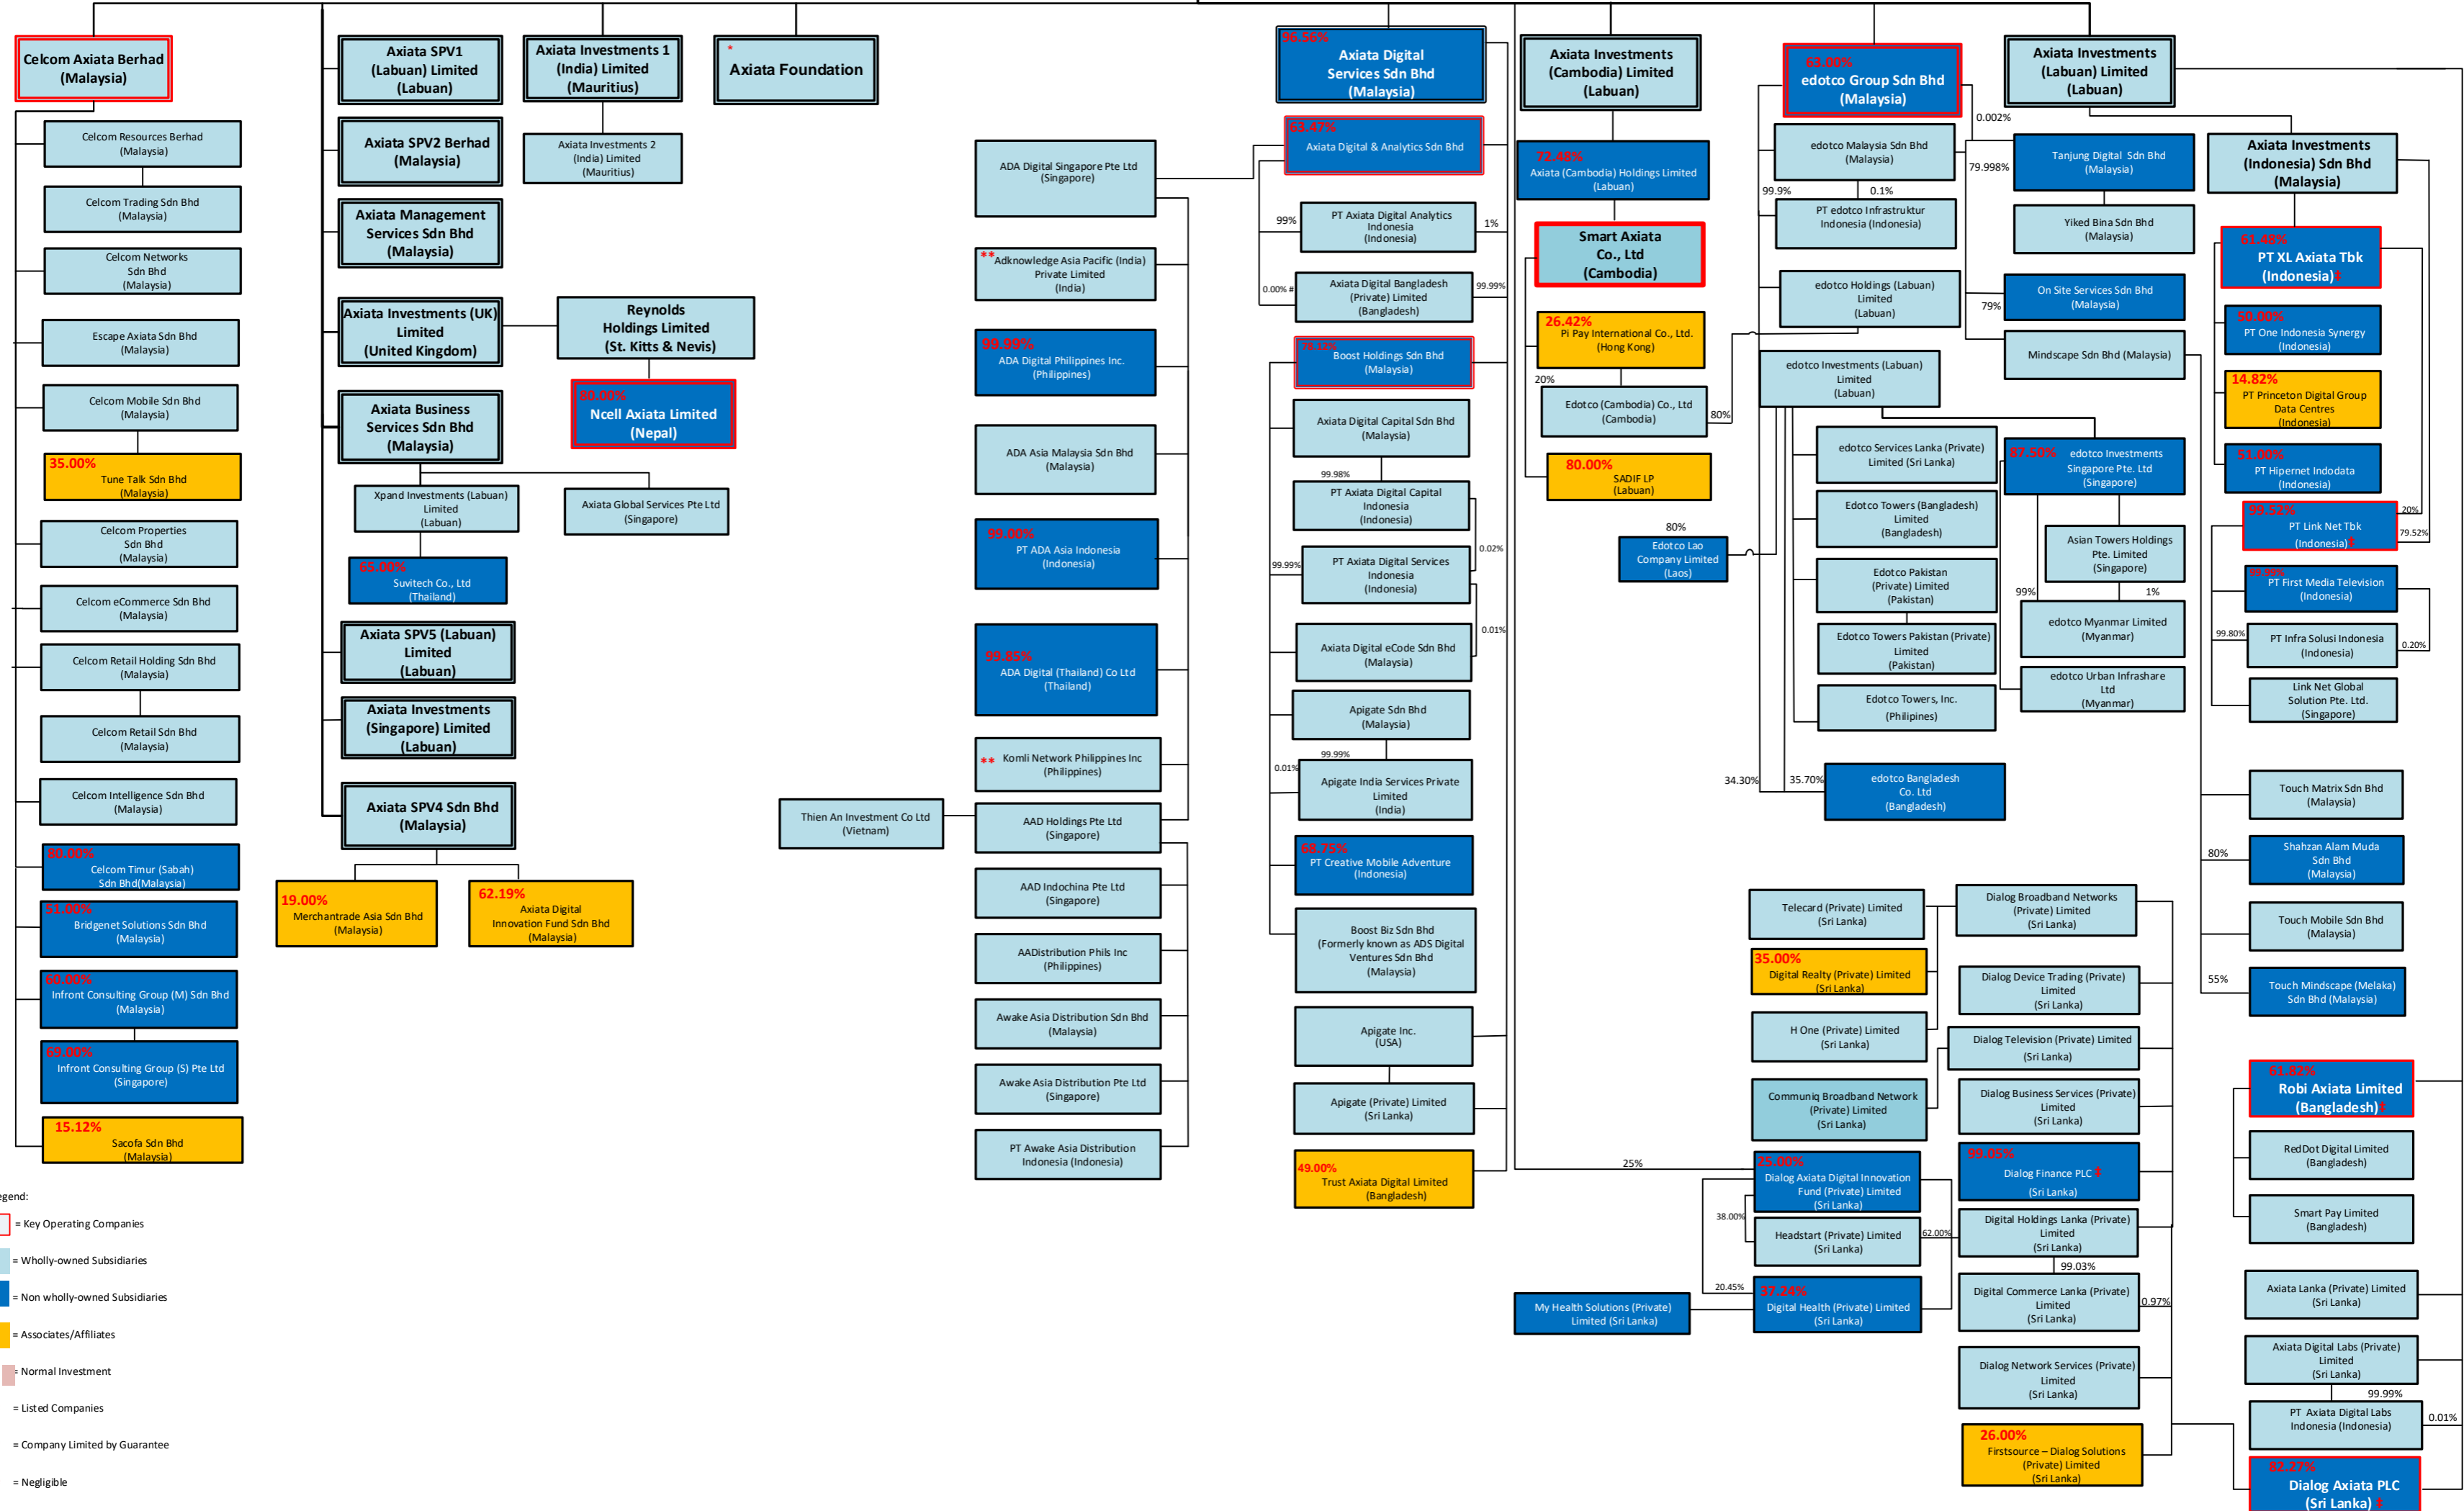 Celcom Axiata Berhad
(Malaysia)
Celcom Resources Berhad
(Malaysia)
Celcom Trading Sdn Bhd
(Malaysia)
Celcom Networks
Sdn Bhd
(Malaysia)
Escape Axiata Sdn Bhd
(Malaysia)
Celcom Mobile Sdn Bhd
(Malaysia)
35.00%
Tune Talk Sdn Bhd
(Malaysia)
Celcom Properties
Sdn Bhd
(Malaysia)
Celcom eCommerce Sdn Bhd
(Malaysia)
Celcom Retail Holding Sdn Bhd
(Malaysia)
Celcom Retail Sdn Bhd
(Malaysia)
Celcom Intelligence Sdn Bhd
(Malaysia)
80.00%
Celcom Timur (Sabah)
Sdn Bhd(Malaysia)
51.00%
Bridgenet Solutions Sdn Bhd
(Malaysia)
60.00%
Infront Consulting Group (M) Sdn Bhd
(Malaysia)
69.00%
Infront Consulting Group (S) Pte Ltd
(Singapore)
15.12%
Sacofa Sdn Bhd
(Malaysia)
Axiata SPV1
(Labuan) Limited
(Labuan)
Axiata SPV2 Berhad
(Malaysia)
Axiata Management
Services Sdn Bhd
(Malaysia)
Axiata Investments (UK)
Limited
(United Kingdom)
Reynolds
Holdings Limited
(St. Kitts & Nevis)
80.00%
Ncell Axiata Limited
(Nepal)
Axiata Business
Services Sdn Bhd
(Malaysia)
Xpand Investments (Labuan)
Limited
(Labuan)
Axiata Global Services Pte Ltd
(Singapore)
65.00%
Suvitech Co., Ltd
(Thailand)
Axiata SPV5 (Labuan)
Limited
(Labuan)
Axiata Investments
(Singapore) Limited
(Labuan)
Axiata SPV4 Sdn Bhd
(Malaysia)
19.00%
Merchantrade Asia Sdn Bhd
(Malaysia)
62.19%
Axiata Digital
Innovation Fund Sdn Bhd
(Malaysia)
Axiata Investments 1
(India) Limited
(Mauritius)
Axiata Investments 2
(India) Limited
(Mauritius)
*
Axiata Foundation
96.56%
Axiata Digital
Services Sdn Bhd
(Malaysia)
63.47%
Axiata Digital & Analytics Sdn Bhd
ADA Digital Singapore Pte Ltd
(Singapore)
**Adknowledge Asia Pacific (India)
Private Limited
(India)
99.99%
ADA Digital Philippines Inc.
(Philippines)
ADA Asia Malaysia Sdn Bhd
(Malaysia)
99.00%
PT ADA Asia Indonesia
(Indonesia)
99.85%
ADA Digital (Thailand) Co Ltd
(Thailand)
** Komli Network Philippines Inc
(Philippines)
Thien An Investment Co Ltd
(Vietnam)
AAD Holdings Pte Ltd
(Singapore)
AAD Indochina Pte Ltd
(Singapore)
AADistribution Phils Inc
(Philippines)
Awake Asia Distribution Sdn Bhd
(Malaysia)
Awake Asia Distribution Pte Ltd
(Singapore)
PT Awake Asia Distribution
Indonesia (Indonesia)
99%
PT Axiata Digital Analytics
Indonesia
(Indonesia)
1%
0.00% #
Axiata Digital Bangladesh
(Private) Limited
(Bangladesh)
99.99%
Boost Holdings Sdn Bhd
(Malaysia)
Axiata Digital Capital Sdn Bhd
(Malaysia)
99.98%
PT Axiata Digital Capital
Indonesia
(Indonesia)
0.02%
99.99%
PT Axiata Digital Services
Indonesia
(Indonesia)
0.01%
Axiata Digital eCode Sdn Bhd
(Malaysia)
Apigate Sdn Bhd
(Malaysia)
99.99%
0.01%
Apigate India Services Private
Limited
(India)
68.75%
PT Creative Mobile Adventure
(Indonesia)
Boost Biz Sdn Bhd
(Formerly known as ADS Digital
Ventures Sdn Bhd
(Malaysia)
Apigate Inc.
(USA)
Apigate (Private) Limited
(Sri Lanka)
49.00%
Trust Axiata Digital Limited
(Bangladesh)
Axiata Investments
(Cambodia) Limited
(Labuan)
72.48%
Axiata (Cambodia) Holdings Limited
(Labuan)
Smart Axiata
Co., Ltd
(Cambodia)
26.42%
Pi Pay International Co., Ltd.
(Hong Kong)
20%
Edotco (Cambodia) Co., Ltd
(Cambodia)
80%
80.00%
SADIF LP
(Labuan)
80%
Edotco Lao
Company Limited
(Laos)
63.00%
edotco Group Sdn Bhd
(Malaysia)
0.002%
edotco Malaysia Sdn Bhd
(Malaysia)
79.998%
Tanjung Digital Sdn Bhd
(Malaysia)
99.9%
0.1%
PT edotco Infrastruktur
Indonesia (Indonesia)
Yiked Bina Sdn Bhd
(Malaysia)
edotco Holdings (Labuan)
Limited
(Labuan)
79%
On Site Services Sdn Bhd
(Malaysia)
Mindscape Sdn Bhd (Malaysia)
edotco Investments (Labuan)
Limited
(Labuan)
edotco Services Lanka (Private)
Limited (Sri Lanka)
87.50%
edotco Investments
Singapore Pte. Ltd
(Singapore)
Edotco Towers (Bangladesh)
Limited
(Bangladesh)
Asian Towers Holdings
Pte. Limited
(Singapore)
Edotco Pakistan
(Private) Limited
(Pakistan)
99%
1%
edotco Myanmar Limited
(Myanmar)
Edotco Towers Pakistan (Private)
Limited
(Pakistan)
edotco Urban Infrashare
Ltd
(Myanmar)
Edotco Towers, Inc.
(Philipines)
34.30%
35.70%
edotco Bangladesh
Co. Ltd
(Bangladesh)
Axiata Investments
(Labuan) Limited
(Labuan)
Axiata Investments
(Indonesia) Sdn Bhd
(Malaysia)
61.48%
PT XL Axiata Tbk
(Indonesia)‡
50.00%
PT One Indonesia Synergy
(Indonesia)
14.82%
PT Princeton Digital Group
Data Centres
(Indonesia)
51.00%
PT Hipernet Indodata
(Indonesia)
99.52%
PT Link Net Tbk
(Indonesia)‡
20%
79.52%
PT First Media Television
(Indonesia)
99.80%
PT Infra Solusi Indonesia
(Indonesia)
0.20%
Link Net Global
Solution Pte. Ltd.
(Singapore)
Touch Matrix Sdn Bhd
(Malaysia)
80%
Shahzan Alam Muda
Sdn Bhd
(Malaysia)
Touch Mobile Sdn Bhd
(Malaysia)
55%
Touch Mindscape (Melaka)
Sdn Bhd (Malaysia)
Telecard (Private) Limited
(Sri Lanka)
Dialog Broadband Networks
(Private) Limited
(Sri Lanka)
35.00%
Digital Realty (Private) Limited
(Sri Lanka)
Dialog Device Trading (Private)
Limited
(Sri Lanka)
H One (Private) Limited
(Sri Lanka)
Dialog Television (Private) Limited
(Sri Lanka)
Communiq Broadband Network
(Private) Limited
(Sri Lanka)
Dialog Business Services (Private)
Limited
(Sri Lanka)
25%
25.00%
Dialog Axiata Digital Innovation
Fund (Private) Limited
(Sri Lanka)
99.05%
Dialog Finance PLC ‡
(Sri Lanka)
38.00%
Headstart (Private) Limited
(Sri Lanka)
62.00%
Digital Holdings Lanka (Private)
Limited
(Sri Lanka)
99.03%
20.45%
37.24%
Digital Health (Private) Limited
(Sri Lanka)
My Health Solutions (Private)
Limited (Sri Lanka)
Digital Commerce Lanka (Private)
Limited
(Sri Lanka)
0.97%
Dialog Network Services (Private)
Limited
(Sri Lanka)
26.00%
Firstsource – Dialog Solutions
(Private) Limited
(Sri Lanka)
61.82%
Robi Axiata Limited
(Bangladesh)‡
RedDot Digital Limited
(Bangladesh)
Smart Pay Limited
(Bangladesh)
Axiata Lanka (Private) Limited
(Sri Lanka)
Axiata Digital Labs (Private)
Limited
(Sri Lanka)
99.99%
PT Axiata Digital Labs
Indonesia (Indonesia)
0.01%
82.27%
Dialog Axiata PLC
(Sri Lanka) ‡
egend:
= Key Operating Companies
= Wholly-owned Subsidiaries
= Non wholly-owned Subsidiaries
= Associates/Affiliates
= Normal Investment
= Listed Companies
= Company Limited by Guarantee
= Negligible